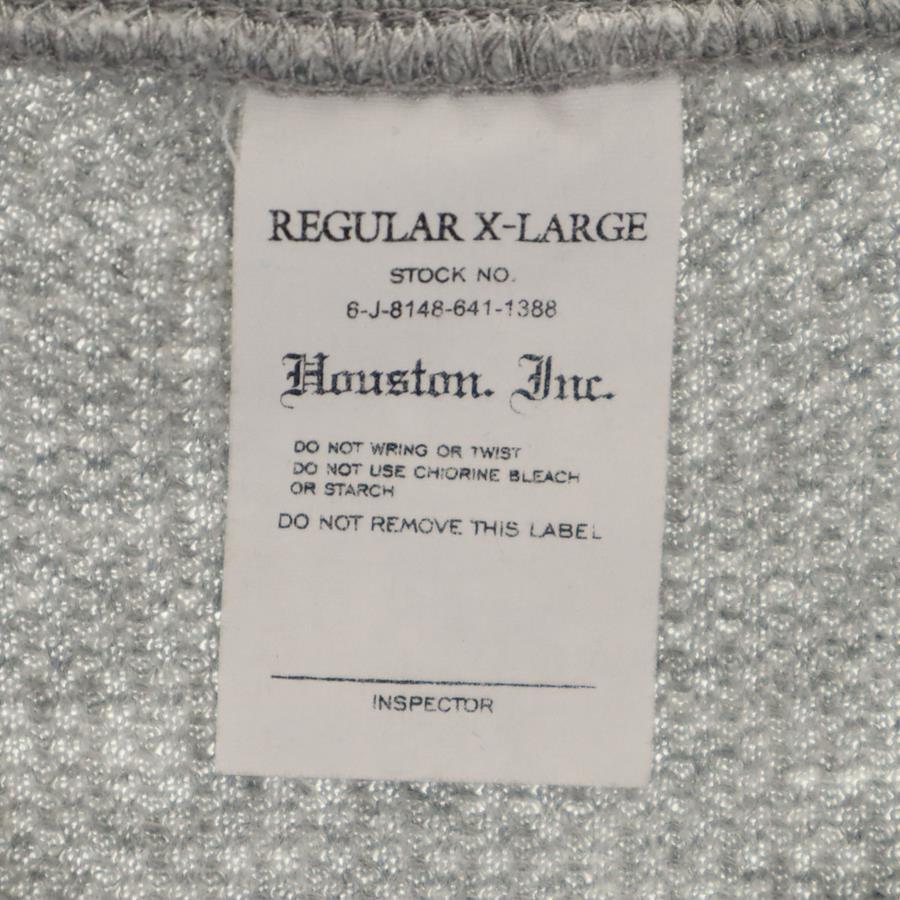 REGULAR X-LARGE
STOCK NO.
6-J-8148-641-1388
Houston. Inc.
DO NOT WRING OR TWIST
DO NOT USE CHIORINE BLEACH
OR STARCH
DO NOT REMOVE THIS LABEL
INSPECTOR